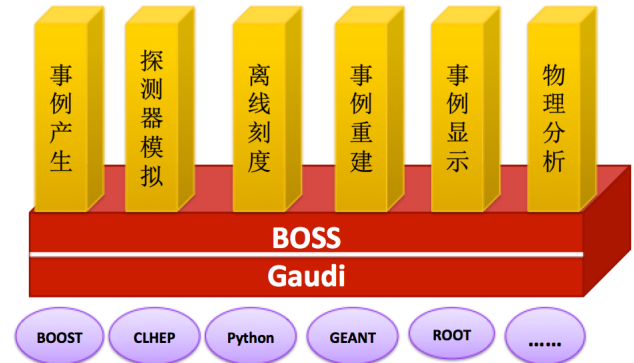 事例产生
探测器模拟
离线刻度
事例重建
事例显示
物理分析
BOSS
Gaudi
BOOST
CLHEP
Python
GEANT
ROOT
......